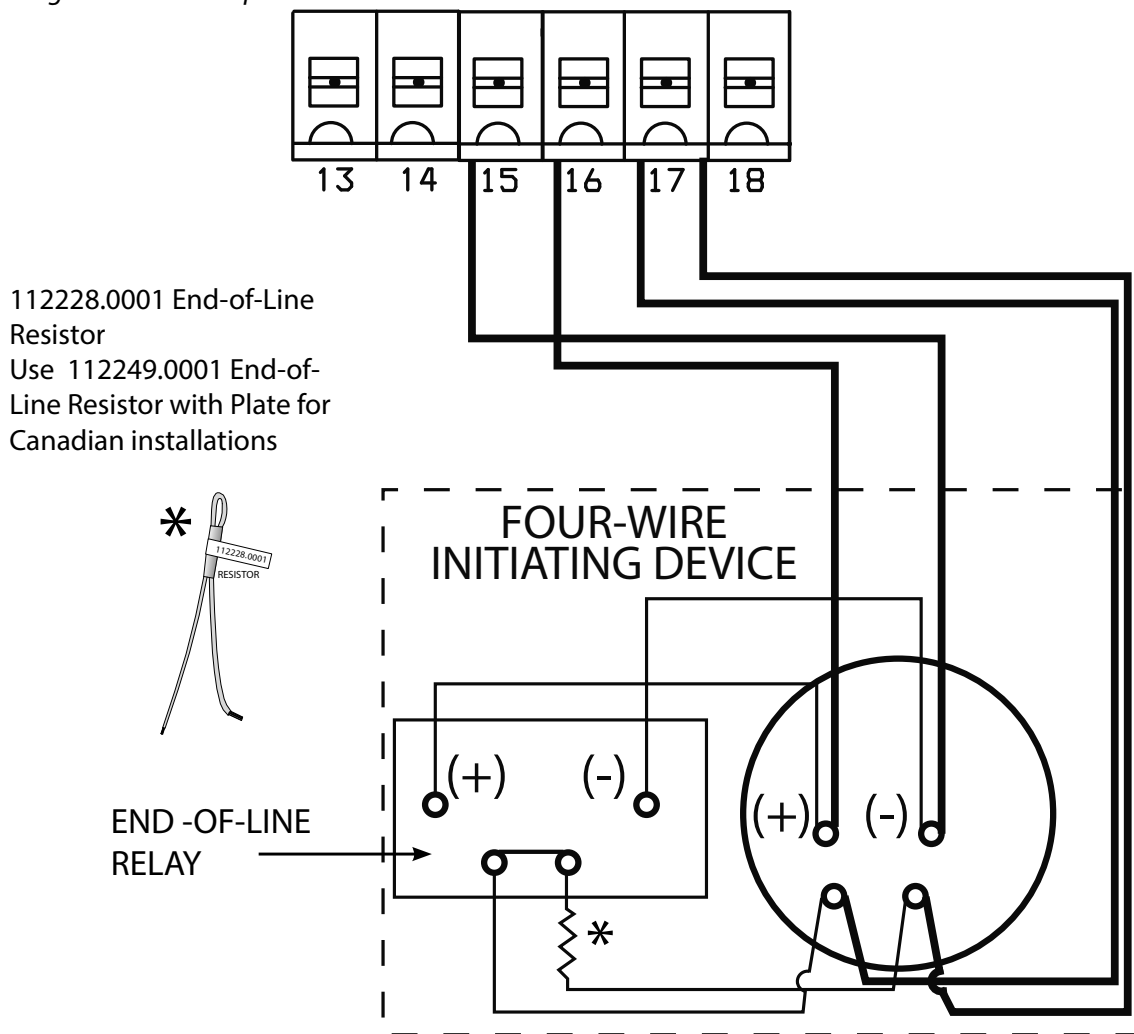 13 14 15 16 17 18
112228.0001 End-of-Line
Resistor
Use 112249.0001 End-of-
Line Resistor with Plate for
Canadian installations
*
112228.0001
RESISTOR
FOUR-WIRE
INITIATING DEVICE
(+) (-)
(+) (-)
END -OF-LINE
RELAY
*